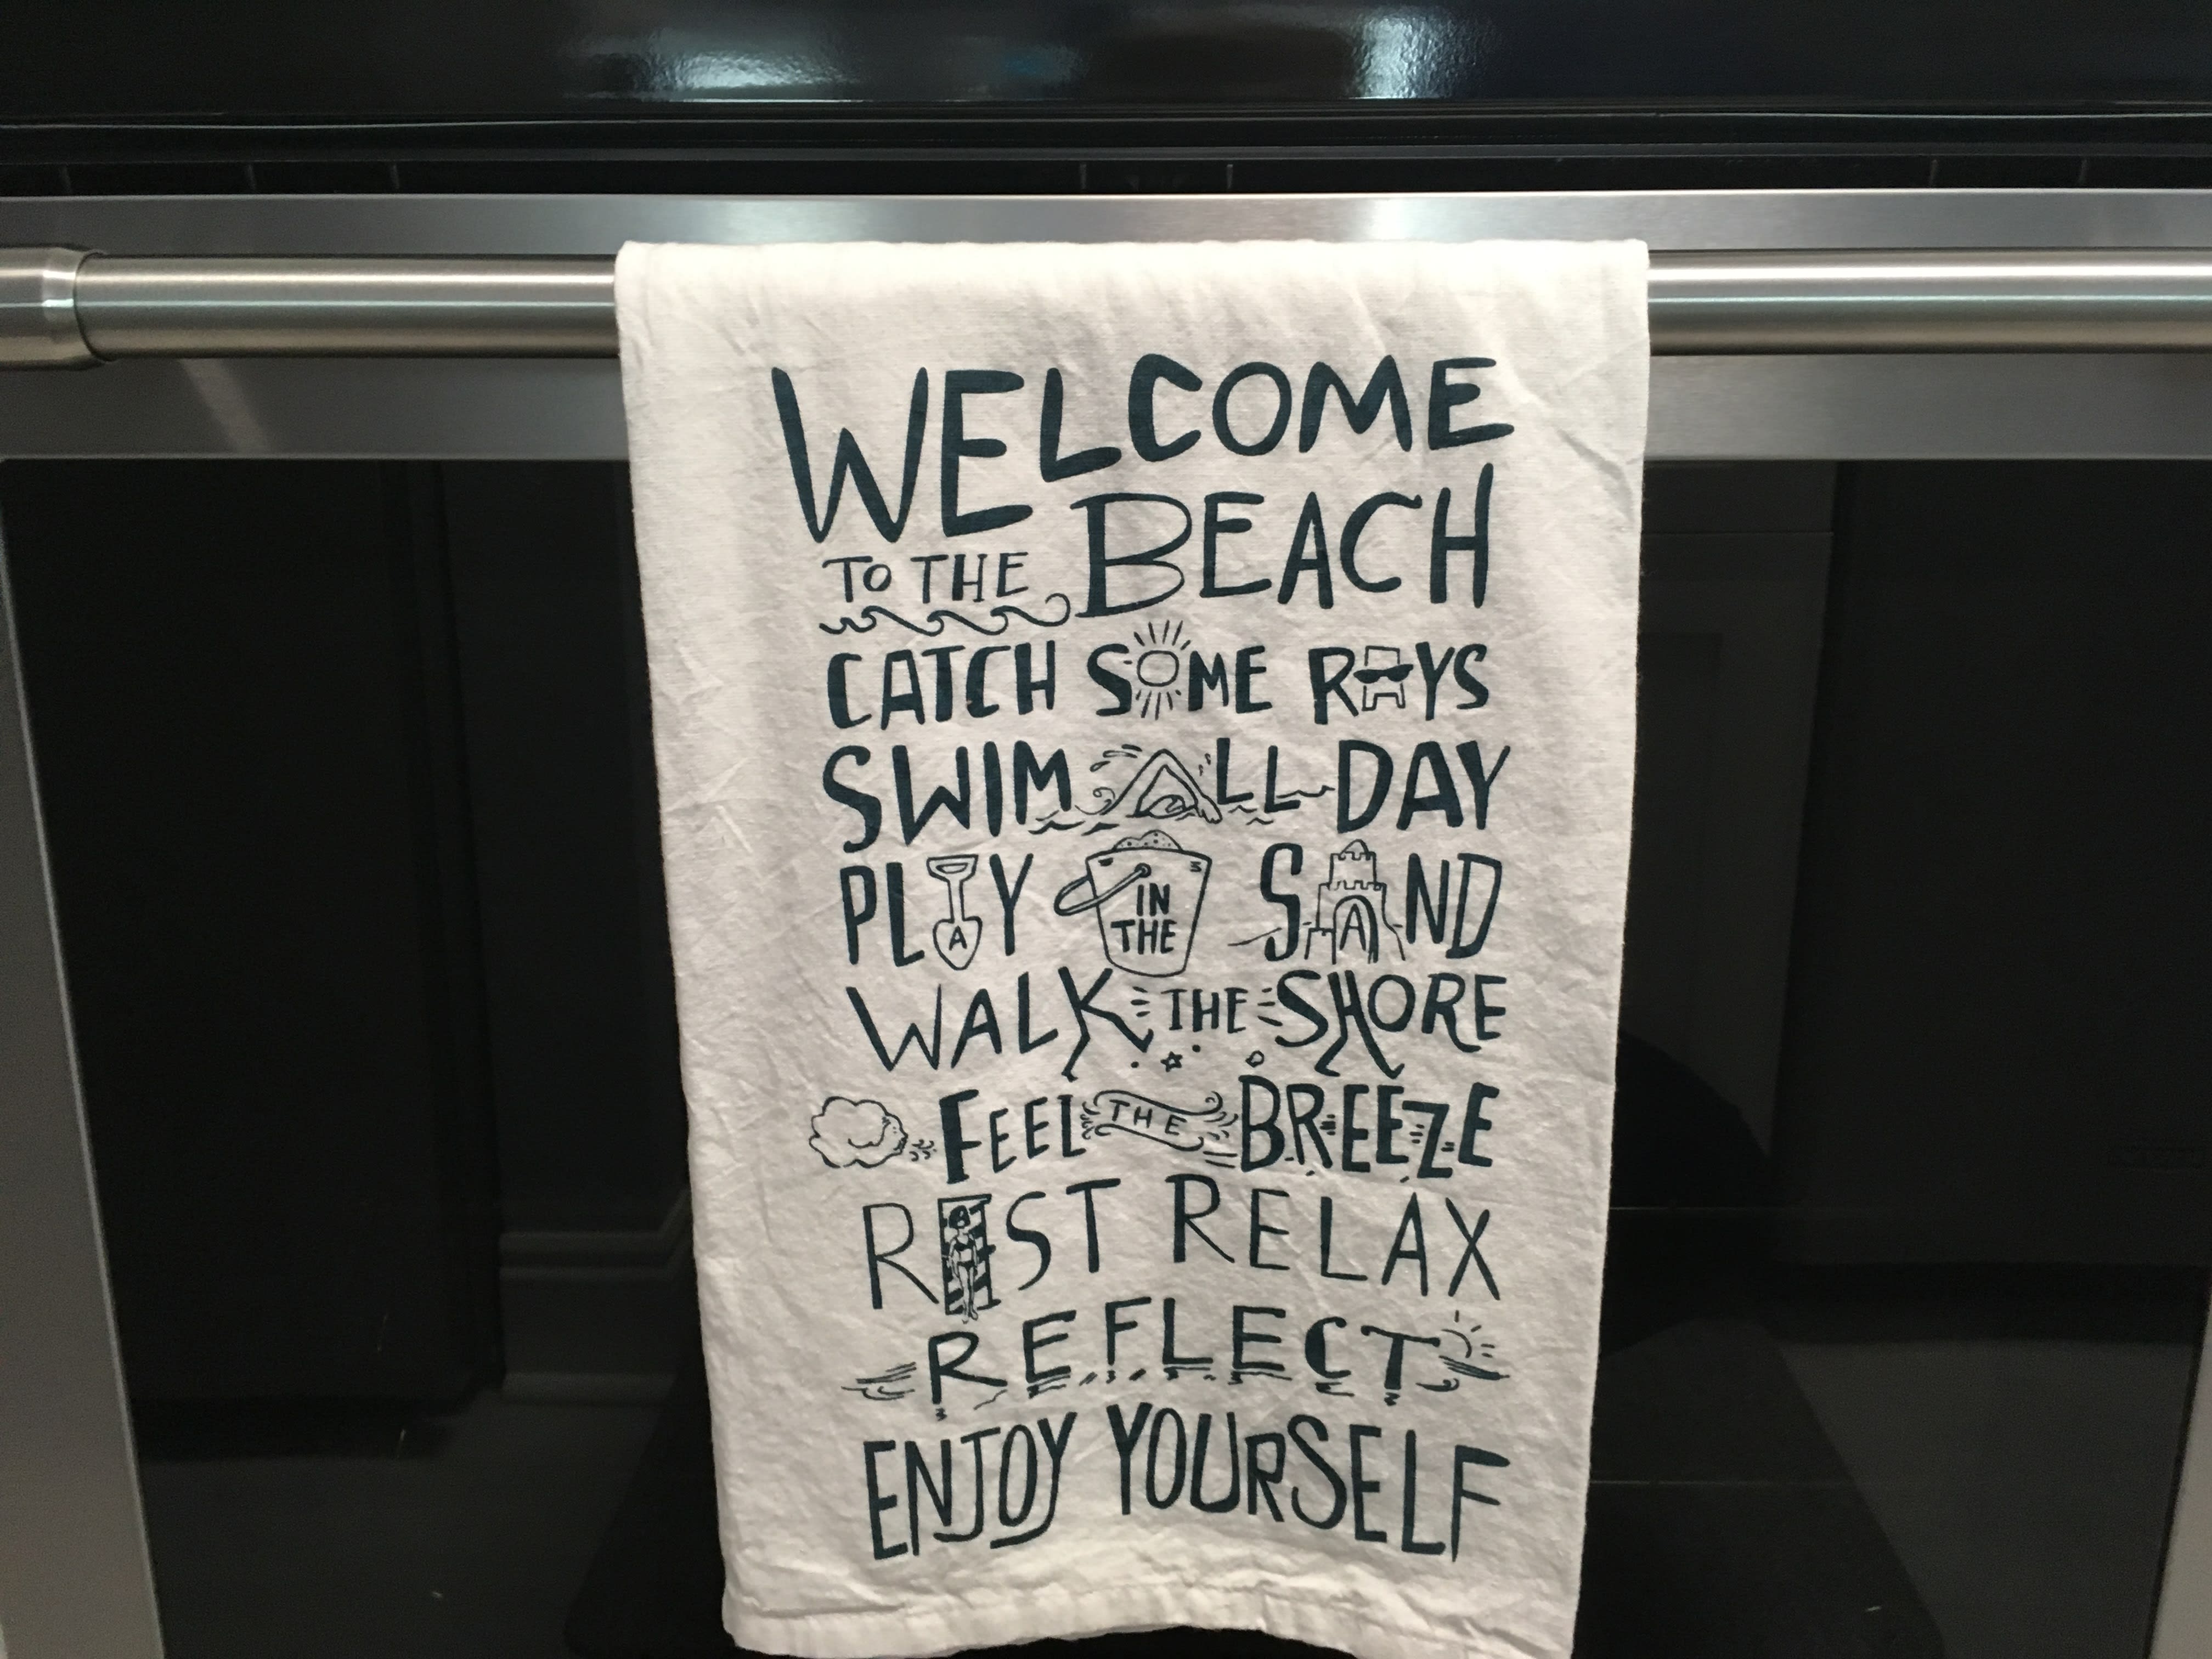 WELCOME
TO THE BEACH
CATCH SOME RAYS
SWIM ALL DAY
PLAY IN THE SAND
WALK THE SHORE
FEEL THE BREEZE
REST RELAX
REFLECT
ENJOY YOURSELF